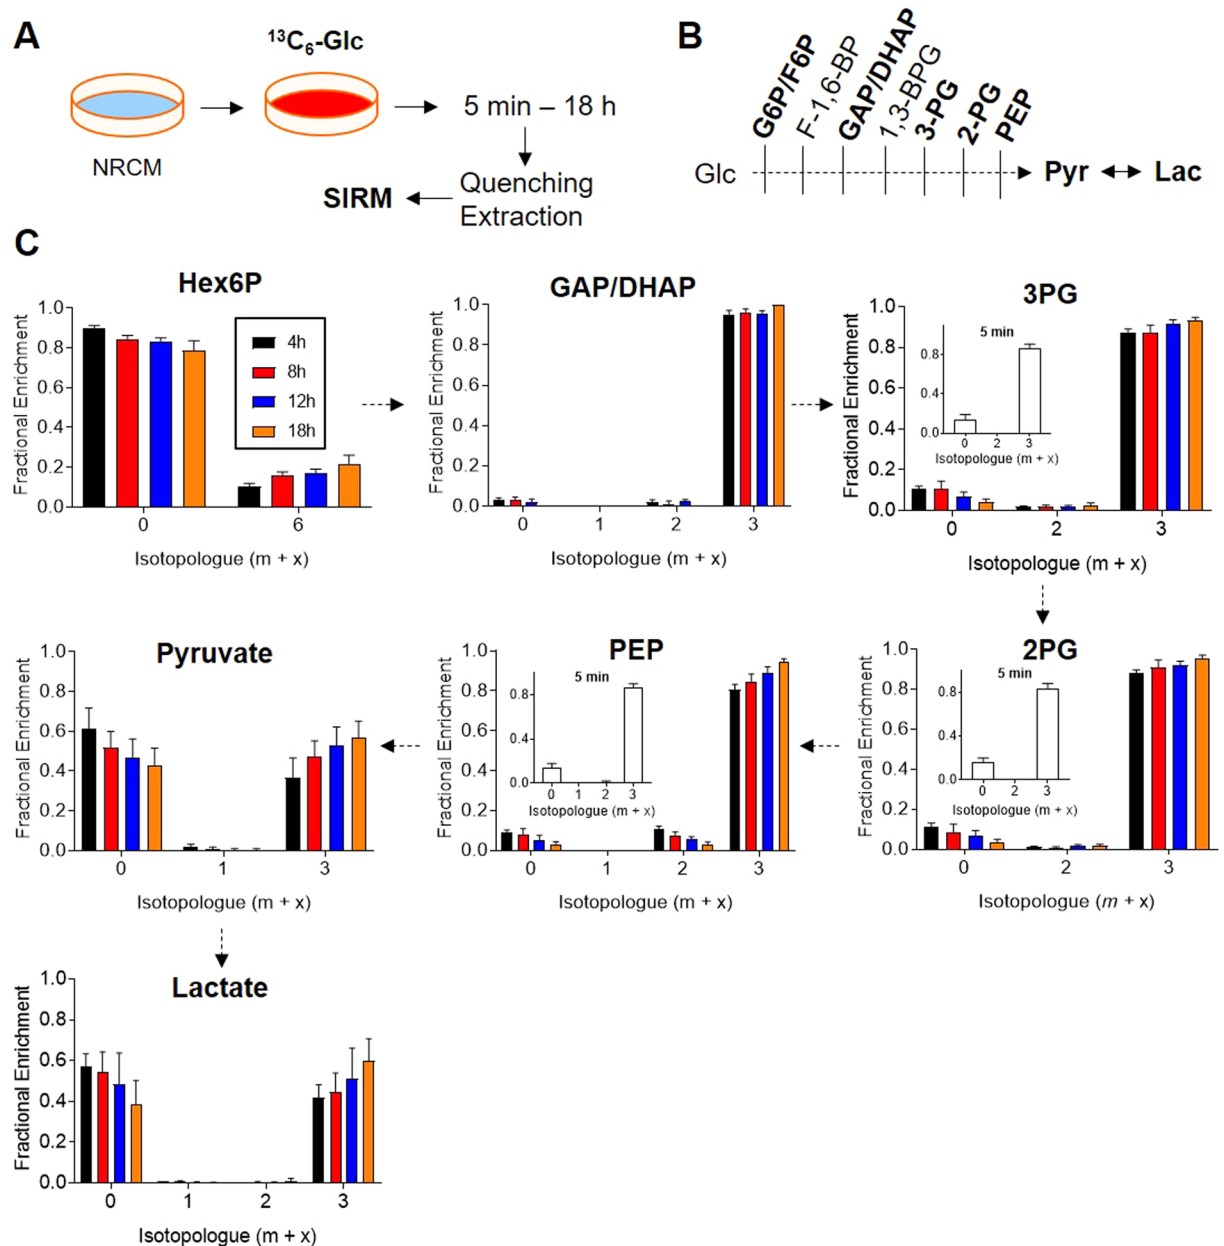 A
¹³C₆-Glc
NRCM
5 min – 18 h
Quenching
Extraction
SIRM
B
G6P/F6P
F-1,6-BP
GAP/DHAP
1,3-BPG
3-PG
2-PG
PEP
Glc
Pyr
Lac
C
Hex6P
Fractional Enrichment
1.0
0.8
0.6
0.4
0.2
0.0
4h
8h
12h
18h
0 6
Isotopologue (m + x)
GAP/DHAP
Fractional Enrichment
1.0
0.8
0.6
0.4
0.2
0.0
0 1 2 3
Isotopologue (m + x)
3PG
Fractional Enrichment
1.0
0.8
0.6
0.4
0.2
0.0
5 min
0.8
0.4
0.0
0 2 3
Isotopologue (m + x)
0 2 3
Isotopologue (m + x)
Pyruvate
Fractional Enrichment
1.0
0.8
0.6
0.4
0.2
0.0
0 1 3
Isotopologue (m + x)
PEP
Fractional Enrichment
1.0
0.8
0.6
0.4
0.2
0.0
5 min
0.8
0.4
0.0
0 1 2 3
Isotopologue (m + x)
0 1 2 3
Isotopologue (m + x)
2PG
Fractional Enrichment
1.0
0.8
0.6
0.4
0.2
0.0
5 min
0.8
0.4
0.0
0 2 3
Isotopologue (m + x)
0 2 3
Isotopologue (m + x)
Lactate
Fractional Enrichment
1.0
0.8
0.6
0.4
0.2
0.0
0 1 2 3
Isotopologue (m + x)